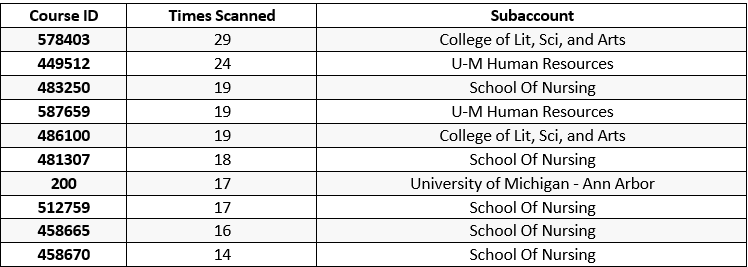 Course ID Times Scanned Subaccount
578403 29 College of Lit, Sci, and Arts
449512 24 U-M Human Resources
483250 19 School Of Nursing
587659 19 U-M Human Resources
486100 19 College of Lit, Sci, and Arts
481307 18 School Of Nursing
200 17 University of Michigan - Ann Arbor
512759 17 School Of Nursing
458665 16 School Of Nursing
458670 14 School Of Nursing